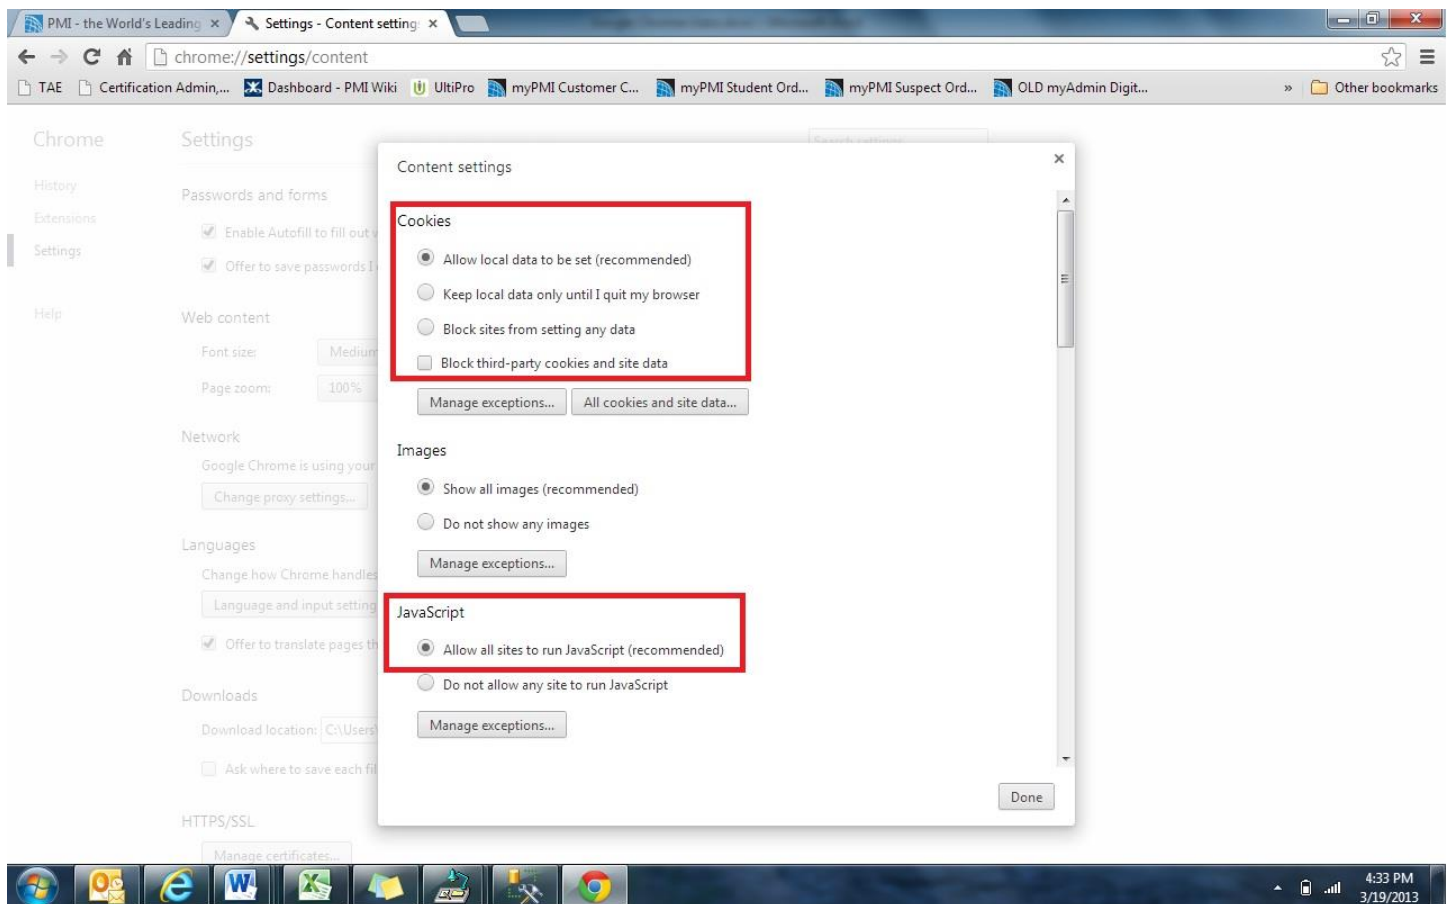 PMI - the World's Leading
Settings - Content setting
chrome://settings/content
TAE Certification Admin,... Dashboard - PMI Wiki UltiPro myPMI Customer C... myPMI Student Ord... myPMI Suspect Ord... OLD myAdmin Digit... » Other bookmarks
Chrome
History
Extensions
Settings
Help
Settings
Search settings
Passwords and forms
Enable Autofill to fill out
Offer to save passwords I
Web content
Font size: Medium
Page zoom: 100%
Network
Google Chrome is using your
Change proxy settings...
Languages
Change how Chrome handles
Language and input setting
Offer to translate pages th
Downloads
Download location: C:\Users
Ask where to save each fil
HTTPS/SSL
Manage certificates...
Content settings
Cookies
Allow local data to be set (recommended)
Keep local data only until I quit my browser
Block sites from setting any data
Block third-party cookies and site data
Manage exceptions... All cookies and site data...
Images
Show all images (recommended)
Do not show any images
Manage exceptions...
JavaScript
Allow all sites to run JavaScript (recommended)
Do not allow any site to run JavaScript
Manage exceptions...
Done
4:33 PM
3/19/2013